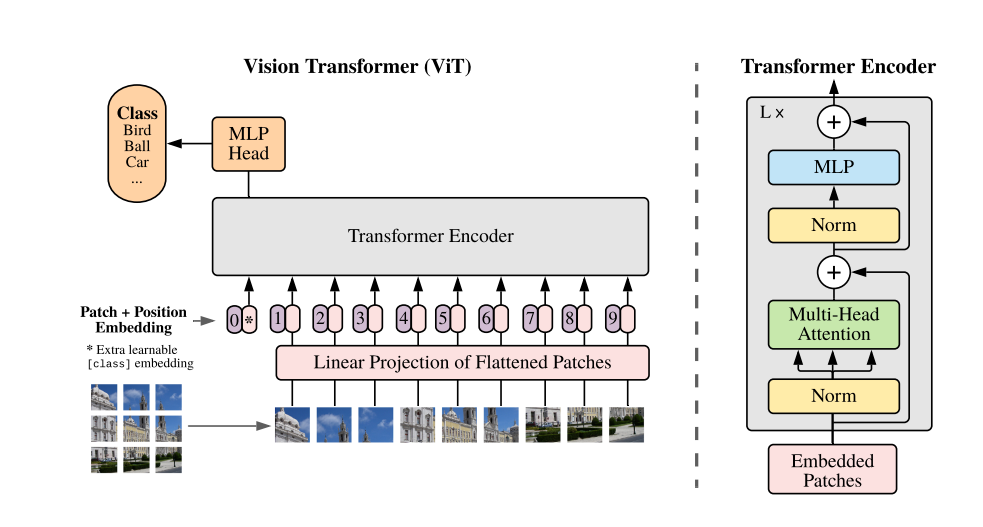 Vision Transformer (ViT)
Class
Bird
Ball
Car
...
MLP
Head
Transformer Encoder
Patch + Position
Embedding
0 * 1 2 3 4 5 6 7 8 9
* Extra learnable
[class] embedding
Linear Projection of Flattened Patches
Transformer Encoder
L x
+
MLP
Norm
+
Multi-Head
Attention
Norm
Embedded
Patches